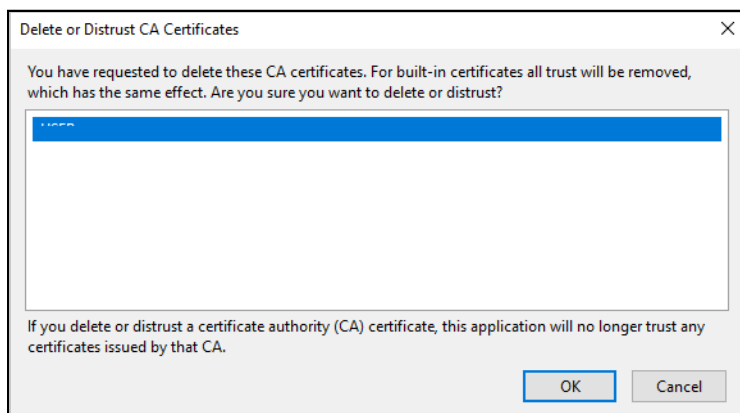 Delete or Distrust CA Certificates
You have requested to delete these CA certificates. For built-in certificates all trust will be removed,
which has the same effect. Are you sure you want to delete or distrust?
If you delete or distrust a certificate authority (CA) certificate, this application will no longer trust any
certificates issued by that CA.
OK
Cancel